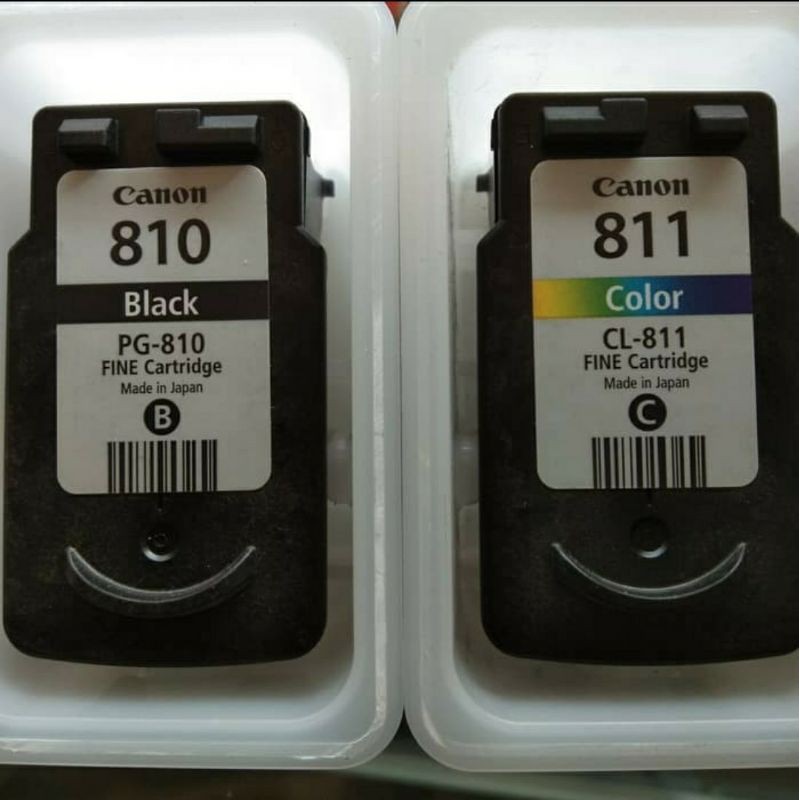 Canon
810
Black
PG-810
FINE Cartridge
Made in Japan
B
Canon
811
Color
CL-811
FINE Cartridge
Made in Japan
C